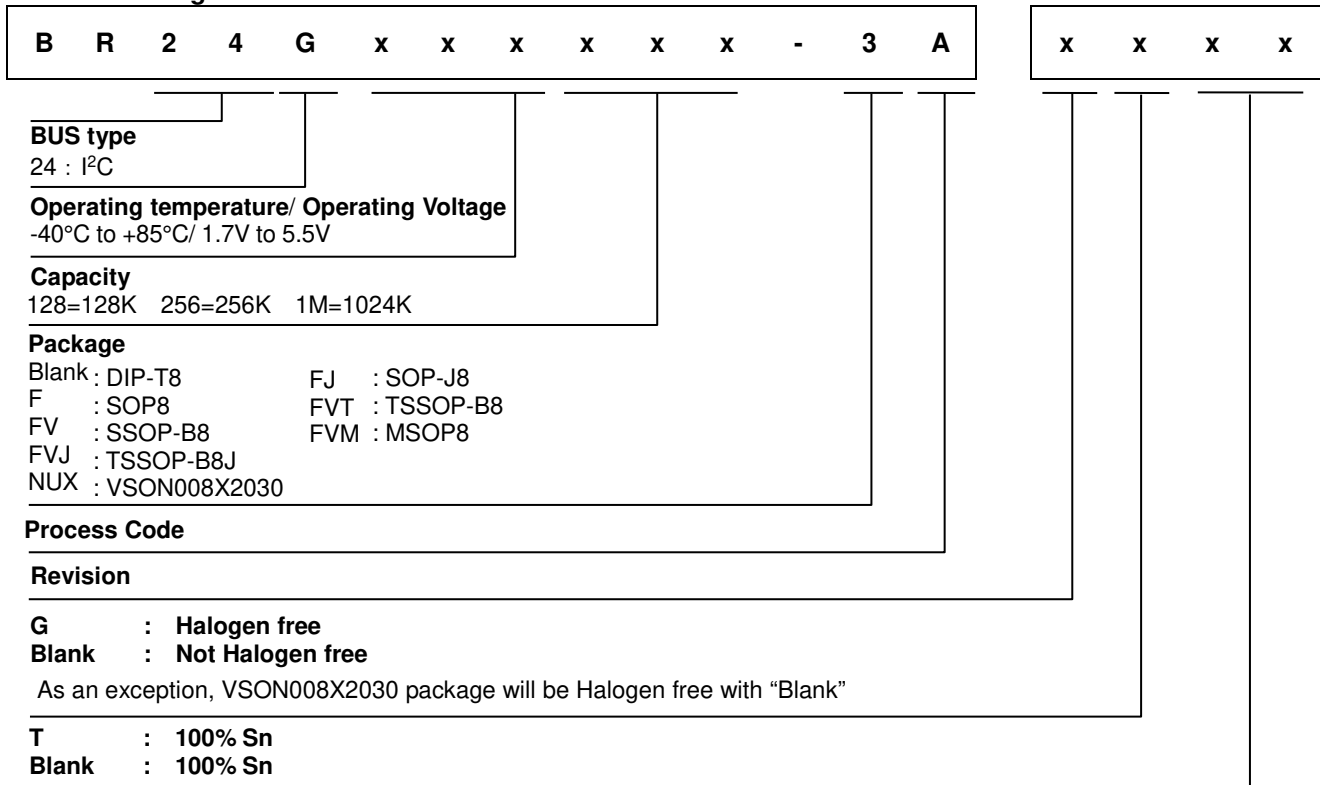 B R 2 4 G x x x x x x - 3 A x x x x
BUS type
24 : I²C
Operating temperature/ Operating Voltage
-40°C to +85°C/ 1.7V to 5.5V
Capacity
128=128K 256=256K 1M=1024K
Package
Blank : DIP-T8 FJ : SOP-J8
F : SOP8 FVT : TSSOP-B8
FV : SSOP-B8 FVM : MSOP8
FVJ : TSSOP-B8J
NUX : VSON008X2030
Process Code
Revision
G : Halogen free
Blank : Not Halogen free
As an exception, VSON008X2030 package will be Halogen free with “Blank”
T : 100% Sn
Blank : 100% Sn